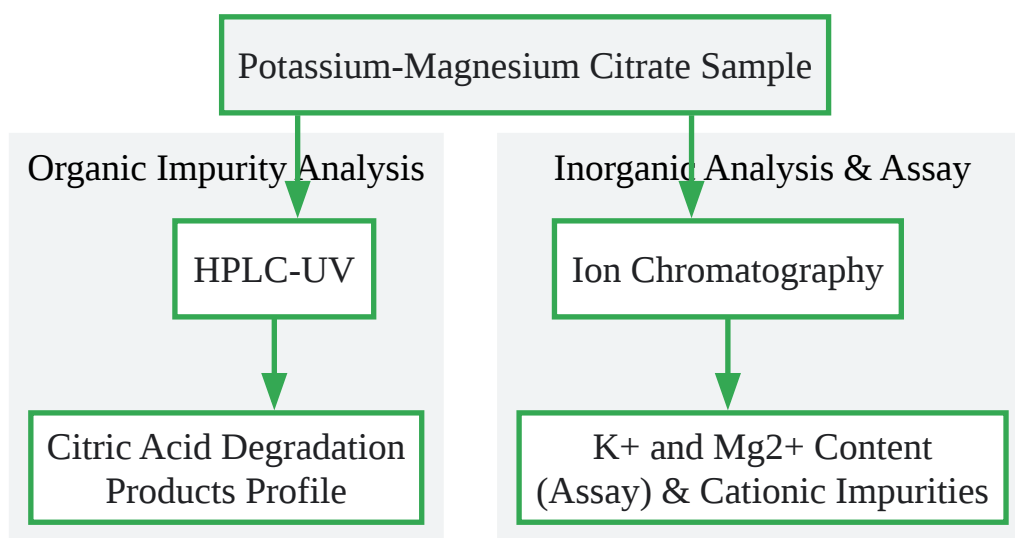 Potassium-Magnesium Citrate Sample
Organic Impurity Analysis
HPLC-UV
Citric Acid Degradation
Products Profile
Inorganic Analysis & Assay
Ion Chromatography
K+ and Mg2+ Content
(Assay) & Cationic Impurities